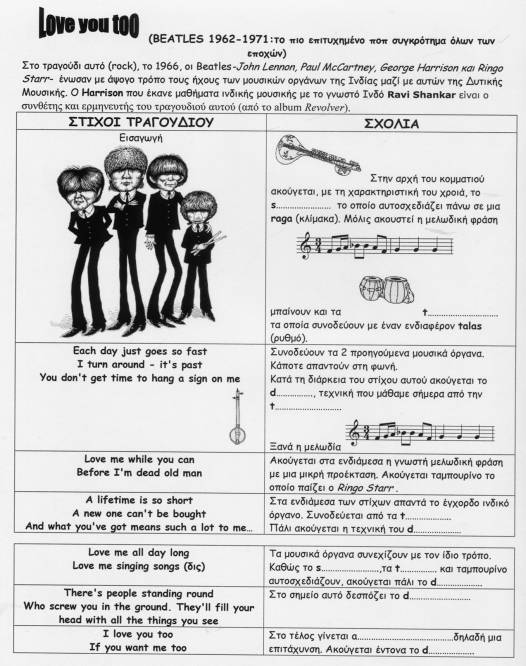 Love you too
(BEATLES 1962-1971:το πιο επιτυχημένο ποπ συγκρότημα όλων των
εποχών)
Στο τραγούδι αυτό (rock), το 1966, οι Beatles-John Lennon, Paul McCartney, George Harrison και Ringo
Starr- ένωσαν με άψογο τρόπο τους ήχους των μουσικών οργάνων της Ινδίας μαζί με αυτών της Δυτικής
Μουσικής. Ο Harrison που έκανε μαθήματα ινδικής μουσικής με το γνωστό Ινδό Ravi Shankar είναι ο
συνθέτης και ερμηνευτής του τραγουδιού αυτού (από το album Revolver).
ΣΤΙΧΟΙ ΤΡΑΓΟΥΔΙΟΥ
Εισαγωγή
ΣΧΟΛΙΑ
Στην αρχή του κομματιού
ακούγεται, με τη χαρακτηριστική του χροιά, το
s........................ το οποίο αυτοσχεδιάζει πάνω σε μια
raga (κλίμακα). Μόλις ακουστεί η μελωδική φράση
μπαίνουν και τα t..............................
τα οποία συνοδεύουν με έναν ενδιαφέρον talas
(ρυθμό).
Each day just goes so fast
I turn around - it's past
You don't get time to hang a sign on me
Συνοδεύουν τα 2 προηγούμενα μουσικά όργανα.
Κάποτε απαντούν στη φωνή.
Κατά τη διάρκεια του στίχου αυτού ακούγεται το
d................, τεχνική που μάθαμε σήμερα από την
t.............................
Ξανά η μελωδία
Love me while you can
Before I'm dead old man
Ακούγεται στα ενδιάμεσα η γνωστή μελωδική φράση
με μια μικρή προέκταση. Ακούγεται ταμπουρίνο το
οποίο παίζει ο Ringo Starr .
A lifetime is so short
A new one can't be bought
And what you've got means such a lot to me…
Στα ενδιάμεσα των στίχων απαντά το έγχορδο ινδικό
όργανο. Συνοδεύεται από τα t....................
Πάλι ακούγεται η τεχνική του d.....................
Love me all day long
Love me singing songs (δις)
Τα μουσικά όργανα συνεχίζουν με τον ίδιο τρόπο.
Καθώς το s.........................,τα t................ και ταμπουρίνο
αυτοσχεδιάζουν, ακούγεται πάλι το d....................
There's people standing round
Who screw you in the ground. They'll fill your
head with all the things you see
Στο σημείο αυτό δεσπόζει το d...........................
I love you too
If you want me too
Στο τέλος γίνεται α..............................δηλαδή μια
επιτάχυνση. Ακούγεται έντονα το d....................